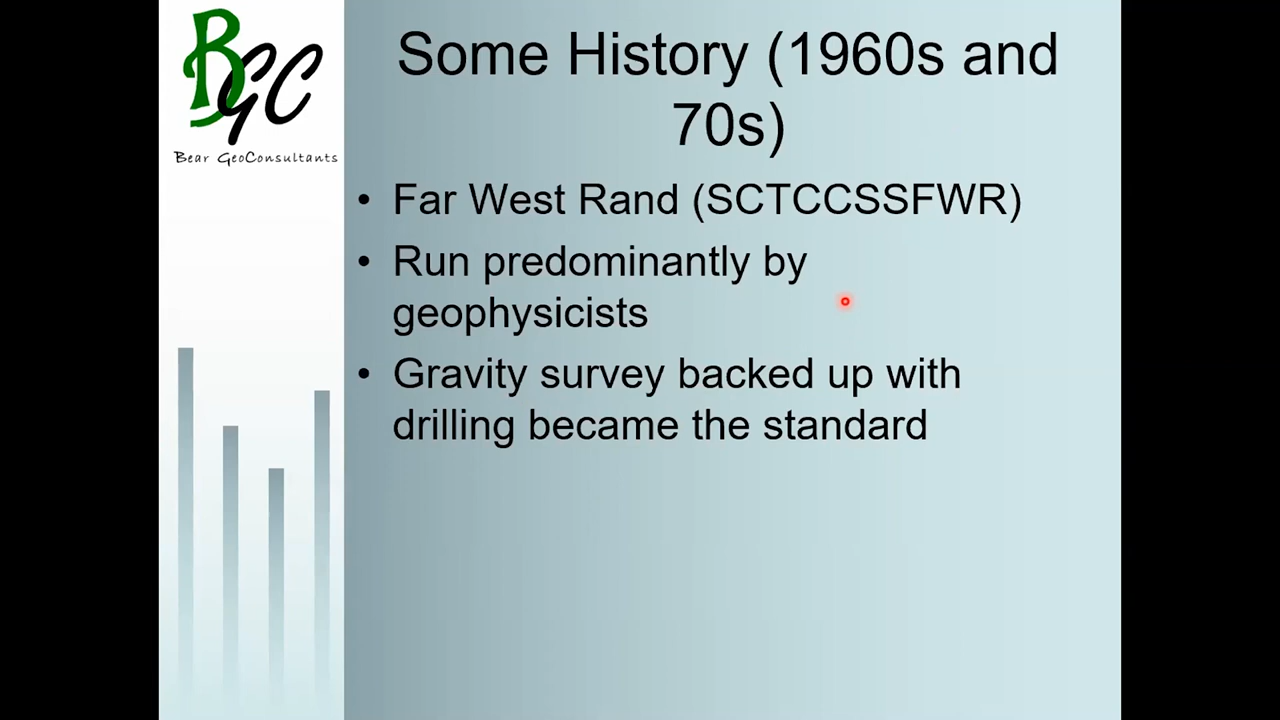 BGC
Bear GeoConsultants
Some History (1960s and
70s)
• Far West Rand (SCTCCSSFWR)
• Run predominantly by
geophysicists
• Gravity survey backed up with
drilling became the standard